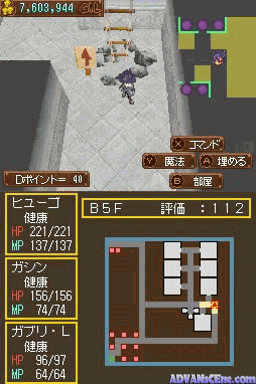 7,603,944 G.L
X コマンド
Y 魔法 A 埋める
Drポイント= 40
B 部屋
ヒューゴ
健康
HP 221/221
MP 137/137
B5F 評価 :112
ガシン
健康
HP 156/156
MP 74/74
ガブリ・L
健康
HP 96/97
MP 64/64
ADVANsCEne.com